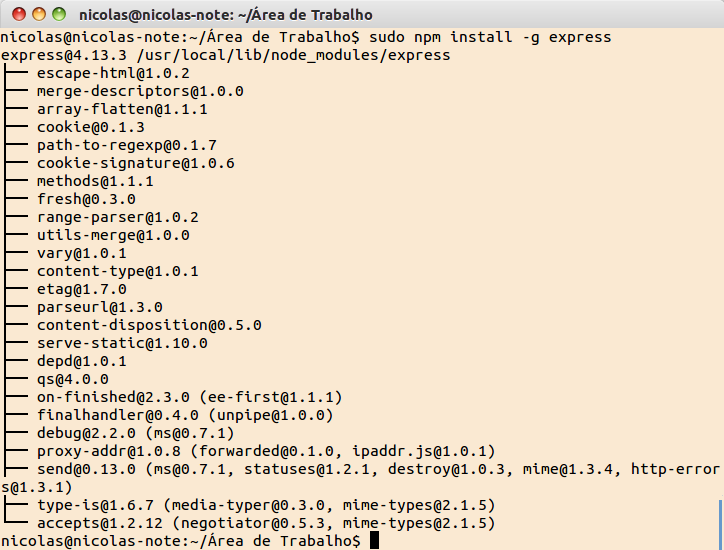 nicolas@nicolas-note: ~/Área de Trabalho
nicolas@nicolas-note:~/Área de Trabalho$ sudo npm install -g express
express@4.13.3 /usr/local/lib/node_modules/express
├── escape-html@1.0.2
├── merge-descriptors@1.0.0
├── array-flatten@1.1.1
├── cookie@0.1.3
├── path-to-regexp@0.1.7
├── cookie-signature@1.0.6
├── methods@1.1.1
├── fresh@0.3.0
├── range-parser@1.0.2
├── utils-merge@1.0.0
├── vary@1.0.1
├── content-type@1.0.1
├── etag@1.7.0
├── parseurl@1.3.0
├── content-disposition@0.5.0
├── serve-static@1.10.0
├── depd@1.0.1
├── qs@4.0.0
├── on-finished@2.3.0 (ee-first@1.1.1)
├── finalhandler@0.4.0 (unpipe@1.0.0)
├── debug@2.2.0 (ms@0.7.1)
├── proxy-addr@1.0.8 (forwarded@0.1.0, ipaddr.js@1.0.1)
├── send@0.13.0 (ms@0.7.1, statuses@1.2.1, destroy@1.0.3, mime@1.3.4, http-error
s@1.3.1)
├── type-is@1.6.7 (media-typer@0.3.0, mime-types@2.1.5)
└── accepts@1.2.12 (negotiator@0.5.3, mime-types@2.1.5)
nicolas@nicolas-note:~/Área de Trabalho$